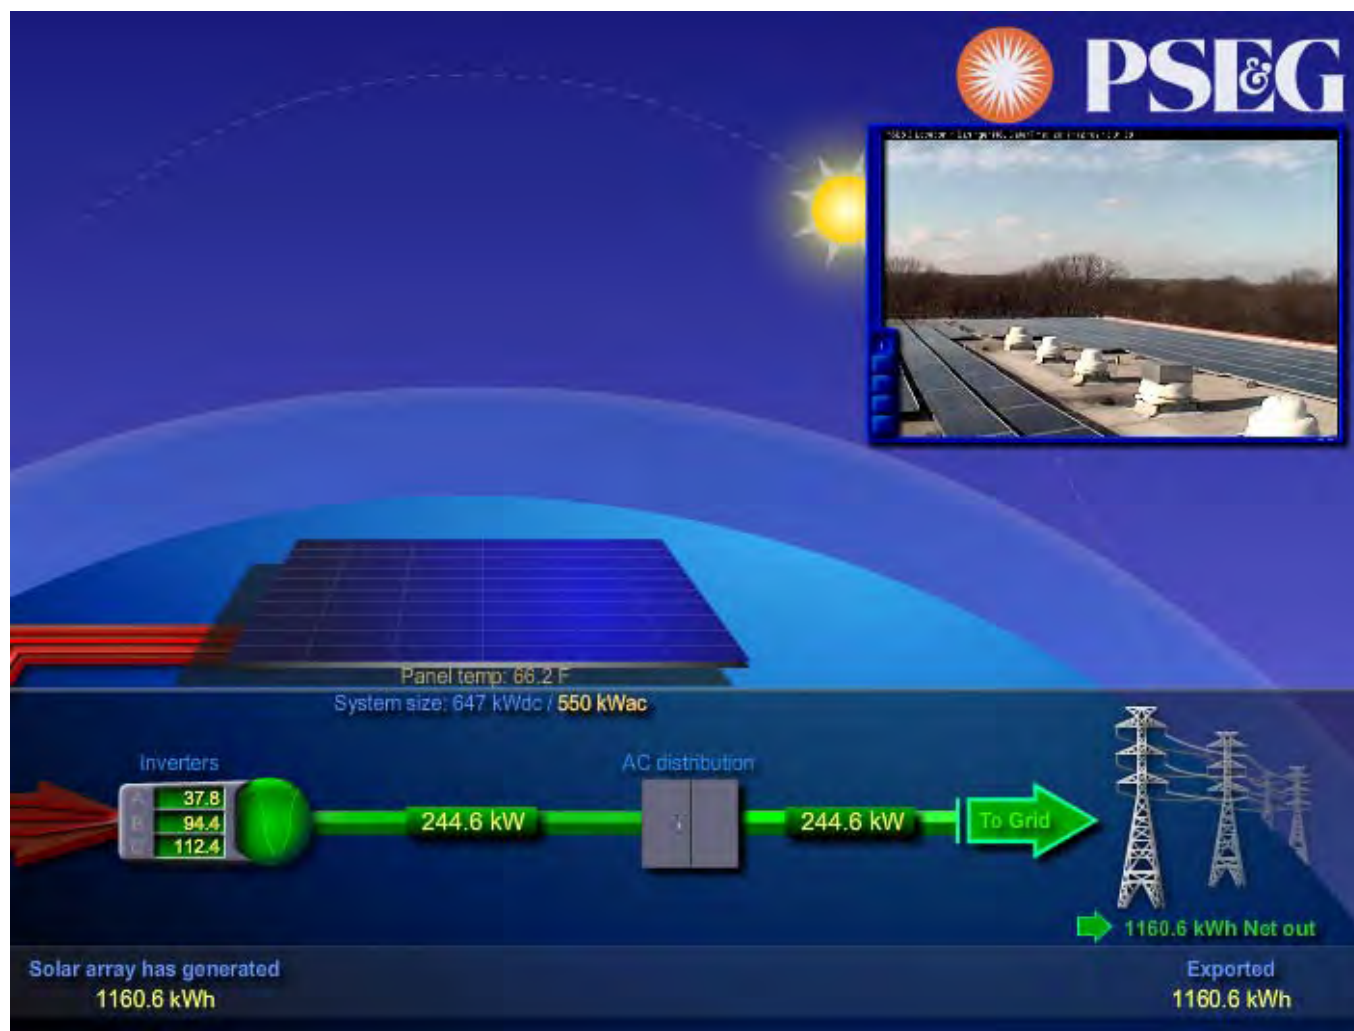 PSE&G
Panel temp: 66.2 F
System size: 647 kWdc / 550 kWac
Inverters
AC distribution
A 37.8
B 94.4
C 112.4
244.6 kW
244.6 kW
To Grid
1160.6 kWh Net out
Solar array has generated
1160.6 kWh
Exported
1160.6 kWh